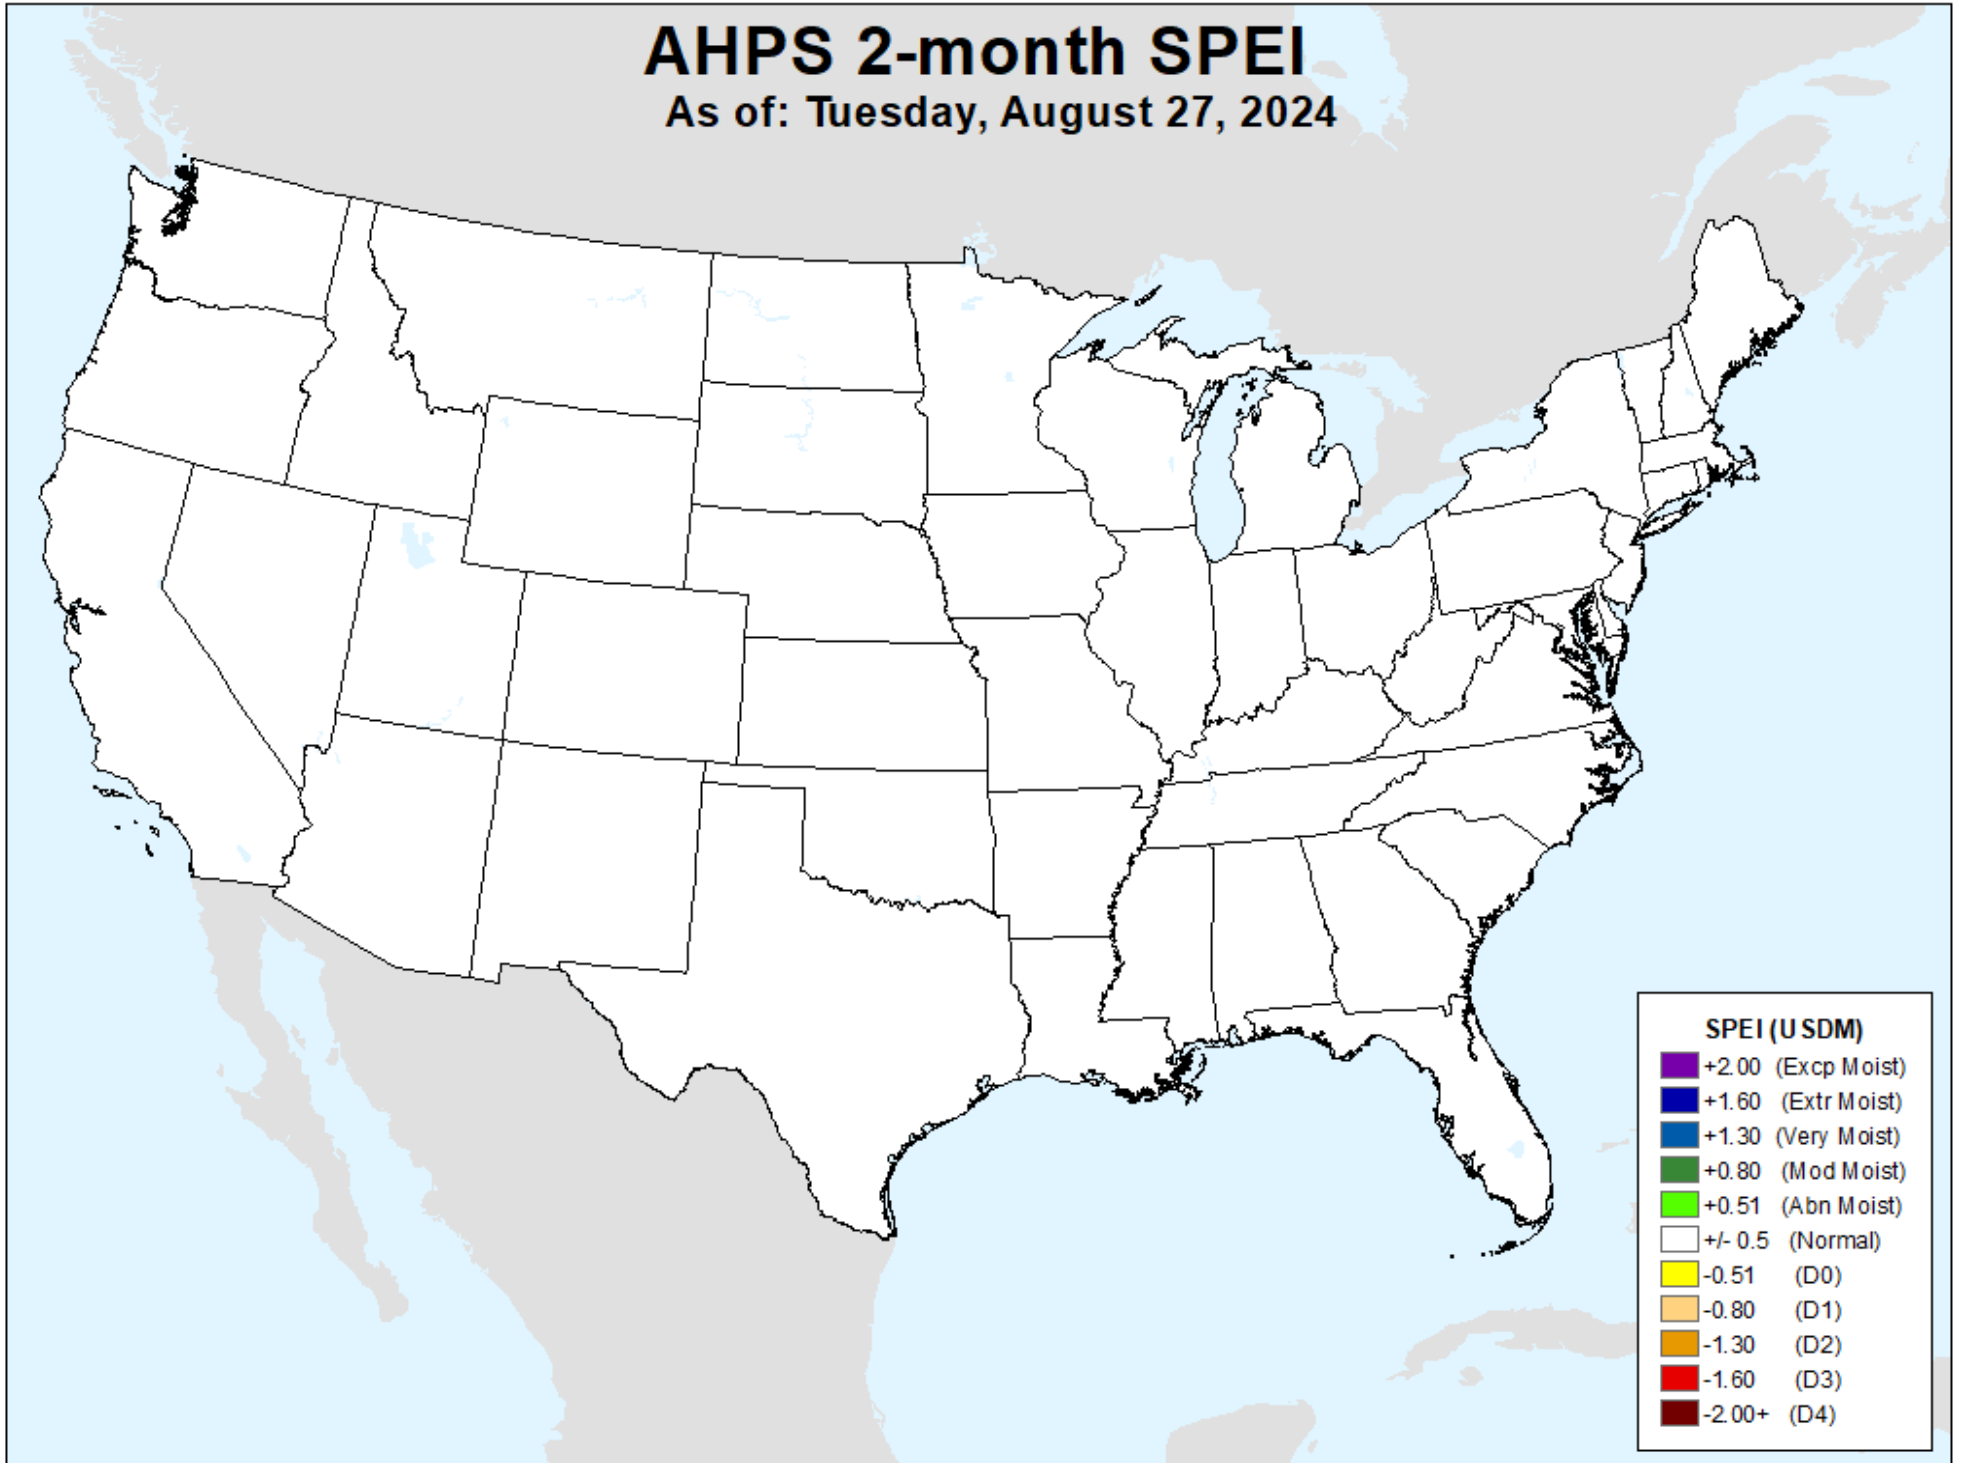 AHPS 2-month SPEI
As of: Tuesday, August 27, 2024
SPEI (USDM)
+2.00 (Excp Moist)
+1.60 (Extr Moist)
+1.30 (Very Moist)
+0.80 (Mod Moist)
+0.51 (Abn Moist)
+/- 0.5 (Normal)
-0.51 (D0)
-0.80 (D1)
-1.30 (D2)
-1.60 (D3)
-2.00+ (D4)